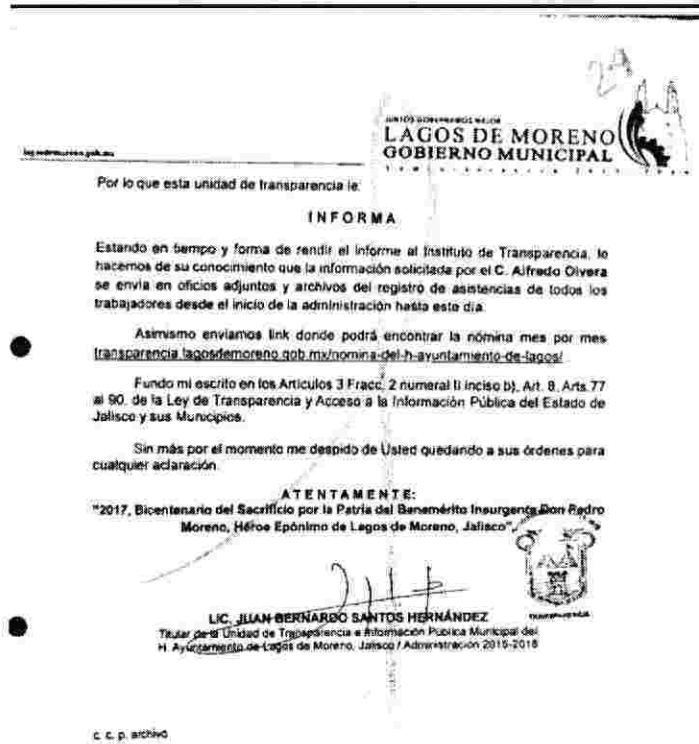 JUNTOS GOBERNAMOS MEJOR
LAGOS DE MORENO
GOBIERNO MUNICIPAL
lagosdemoreno.gob.mx
Por lo que esta unidad de transparencia le:
INFORMA
Estando en tiempo y forma de rendir el informe al Instituto de Transparencia, le
hacemos de su conocimiento que la información solicitada por el C. Alfredo Olvera
se envía en oficios adjuntos y archivos del registro de asistencias de todos los
trabajadores desde el inicio de la administración hasta este día.
Asimismo enviamos link donde podrá encontrar la nómina mes por mes
transparencia.lagosdemoreno.gob.mx/nomina-del-h-ayuntamiento-de-lagos/
Fundo mi escrito en los Artículos 3 Fracc. 2 numeral II inciso b), Art. 8, Arts.77
al 90. de la Ley de Transparencia y Acceso a la Información Pública del Estado de
Jalisco y sus Municipios.
Sin más por el momento me despido de Usted quedando a sus órdenes para
cualquier aclaración.
ATENTAMENTE:
"2017, Bicentenario del Sacrificio por la Patria del Benemérito Insurgente Don Pedro
Moreno, Héroe Epónimo de Lagos de Moreno, Jalisco".
LIC. JUAN BERNARDO SANTOS HERNÁNDEZ
Titular de la Unidad de Transparencia e Información Pública Municipal del
H. Ayuntamiento de Lagos de Moreno, Jalisco / Administración 2015-2018
TRANSPARENCIA
c. c. p. archivo